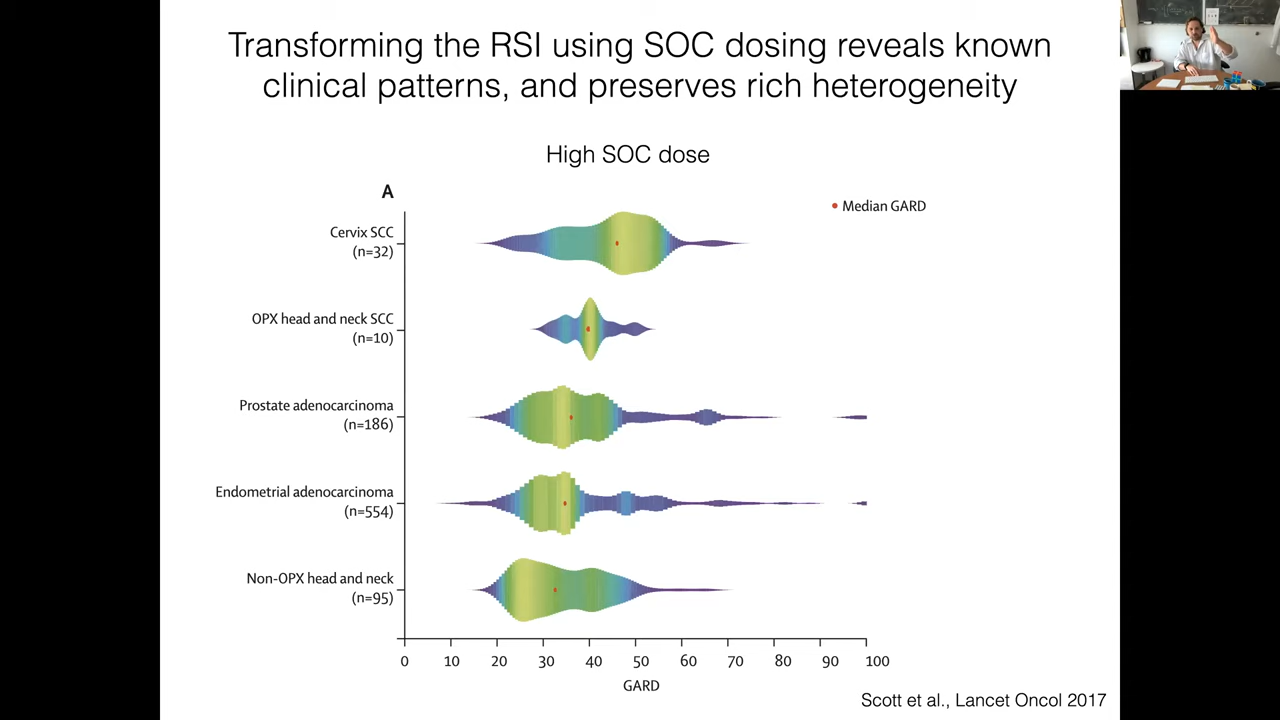 Transforming the RSI using SOC dosing reveals known
clinical patterns, and preserves rich heterogeneity
High SOC dose
A
Median GARD
Cervix SCC
(n=32)
OPX head and neck SCC
(n=10)
Prostate adenocarcinoma
(n=186)
Endometrial adenocarcinoma
(n=554)
Non-OPX head and neck
(n=95)
0 10 20 30 40 50 60 70 80 90 100
GARD
Scott et al., Lancet Oncol 2017